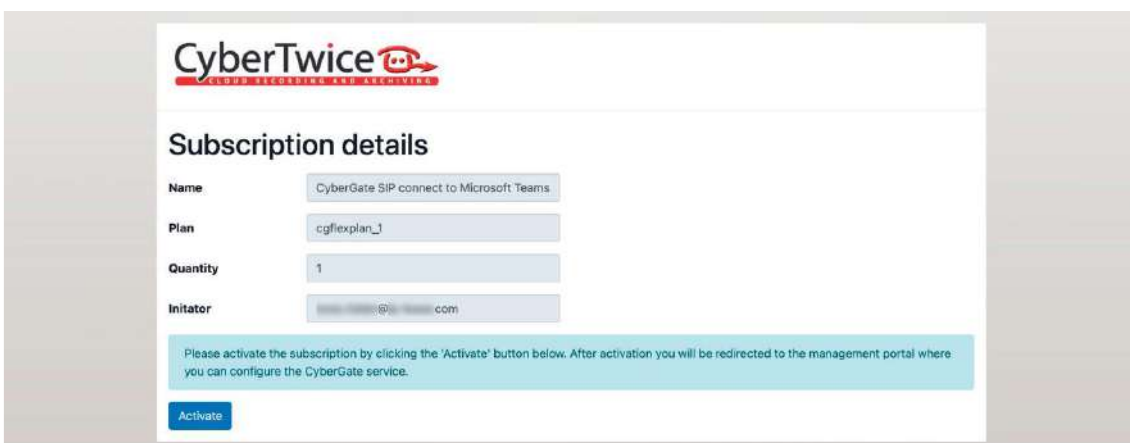 CyberTwice
CLOUD RECORDING AND ARCHIVING
Subscription details
Name CyberGate SIP connect to Microsoft Teams
Plan cgflexplan_1
Quantity 1
Initator @ com
Please activate the subscription by clicking the 'Activate' button below. After activation you will be redirected to the management portal where
you can configure the CyberGate service.
Activate